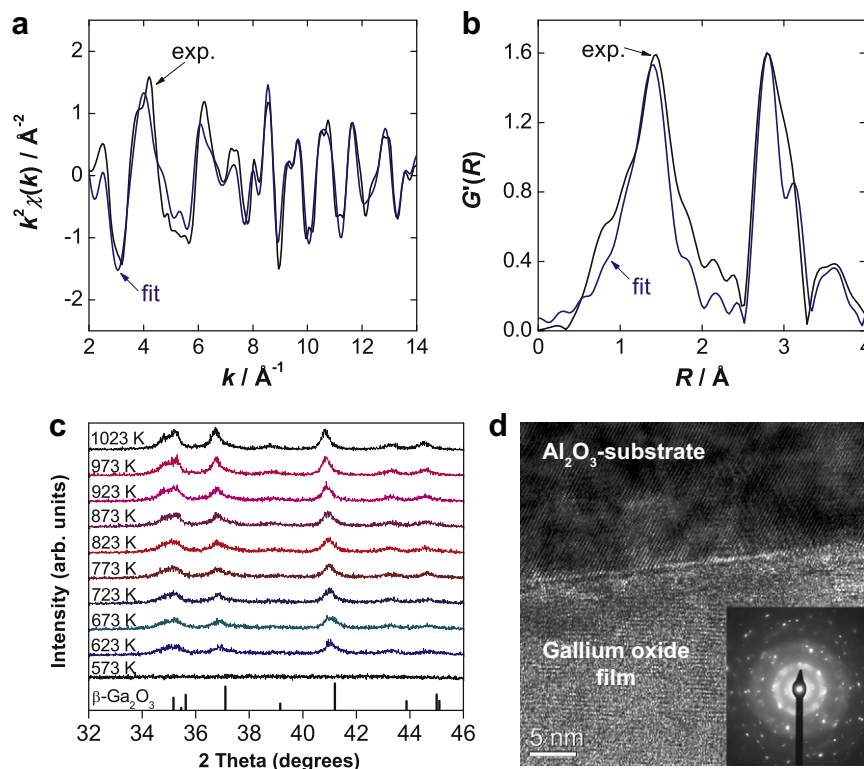 a
2
1
0
-1
-2
exp.
fit
k²χ(k) / Å⁻²
2 4 6 8 10 12 14
k / Å⁻¹
b
1.6
1.2
0.8
0.4
0.0
exp.
fit
G'(R)
0 1 2 3 4
R / Å
c
1023 K
973 K
923 K
873 K
823 K
773 K
723 K
673 K
623 K
573 K
β-Ga₂O₃
Intensity (arb. units)
32 34 36 38 40 42 44 46
2 Theta (degrees)
d
Al₂O₃-substrate
Gallium oxide
film
5 nm